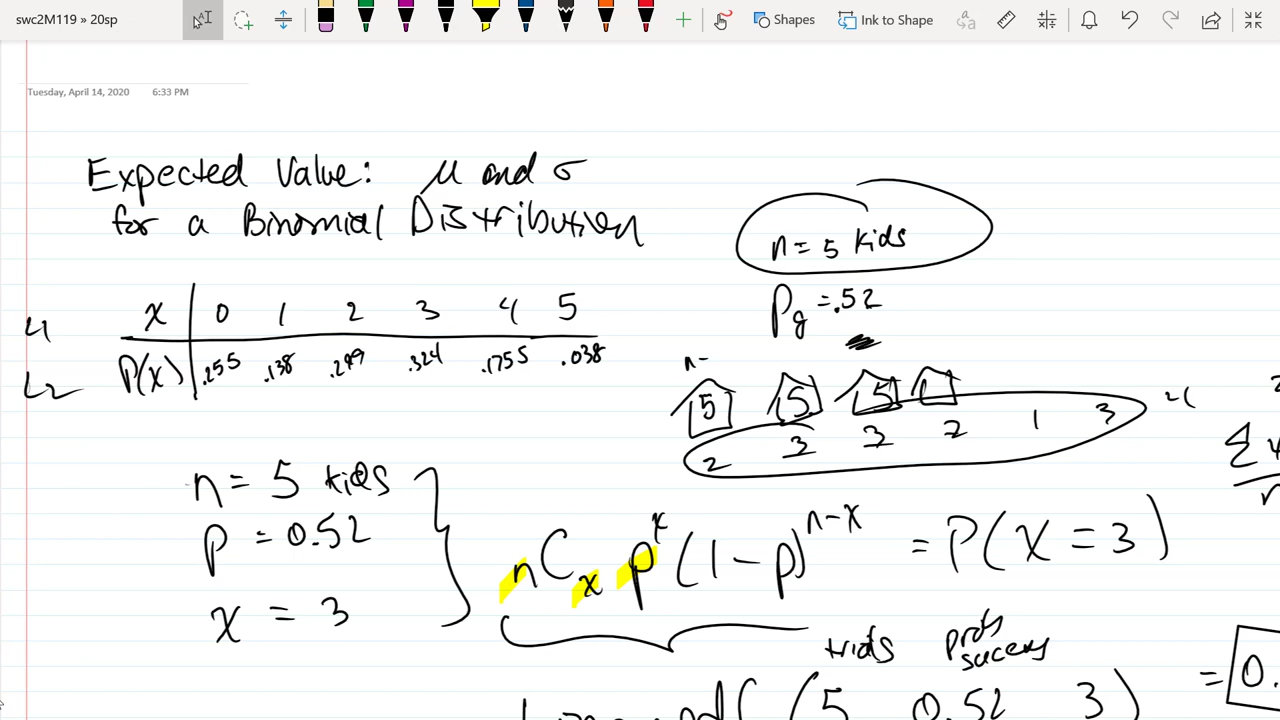 swc2M119 » 20sp
Shapes
Ink to Shape
Tuesday, April 14, 2020 6:33 PM
Expected Value: μ and σ
for a Binomial Distribution
n = 5 kids
Pg = .52
x 0 1 2 3 4 5
P(x) .255 .138 .299 .324 .1755 .038
L1
L2
n=
5 5 5
2 3 3 2 1 3
n = 5 kids
p = 0.52
x = 3
nCx p^x (1-p)^n-x = P(X = 3)
trials prob success
(5 0.52 3) = 0.